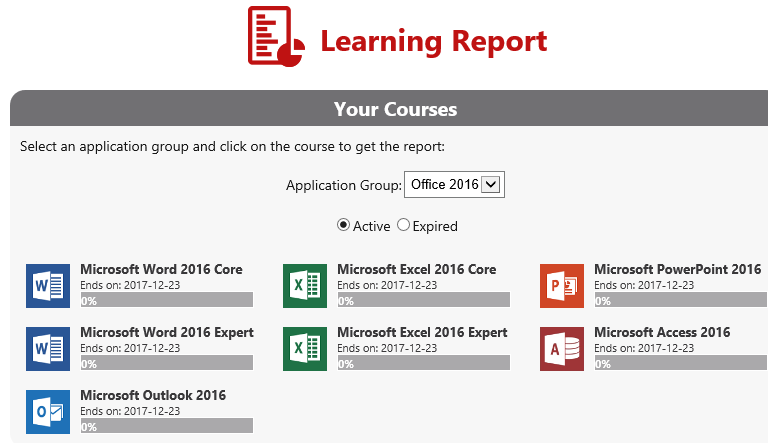 Learning Report
Your Courses
Select an application group and click on the course to get the report:
Application Group: Office 2016
Active Expired
Microsoft Word 2016 Core
Ends on: 2017-12-23
0%
Microsoft Excel 2016 Core
Ends on: 2017-12-23
0%
Microsoft PowerPoint 2016
Ends on: 2017-12-23
0%
Microsoft Word 2016 Expert
Ends on: 2017-12-23
0%
Microsoft Excel 2016 Expert
Ends on: 2017-12-23
0%
Microsoft Access 2016
Ends on: 2017-12-23
0%
Microsoft Outlook 2016
Ends on: 2017-12-23
0%